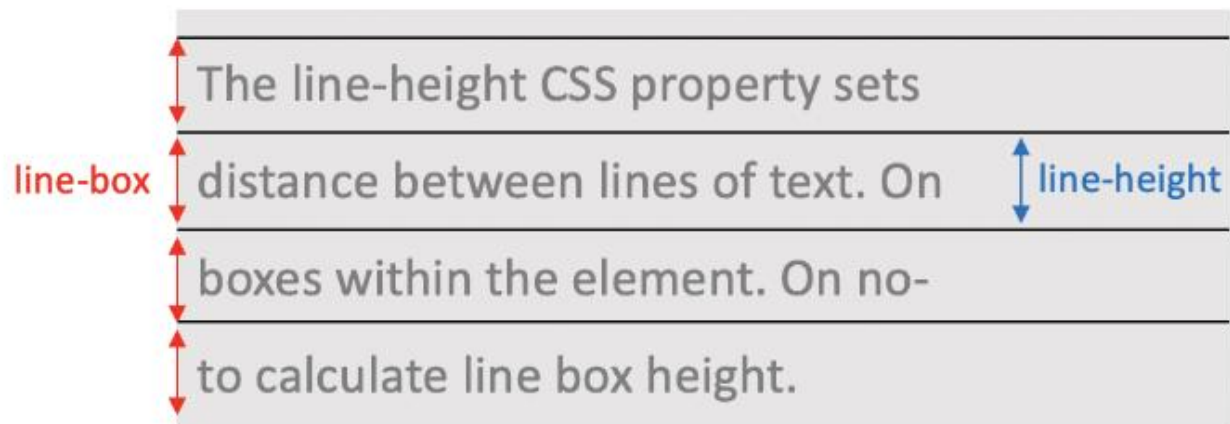 The line-height CSS property sets
line-box distance between lines of text. On line-height
boxes within the element. On no-
to calculate line box height.